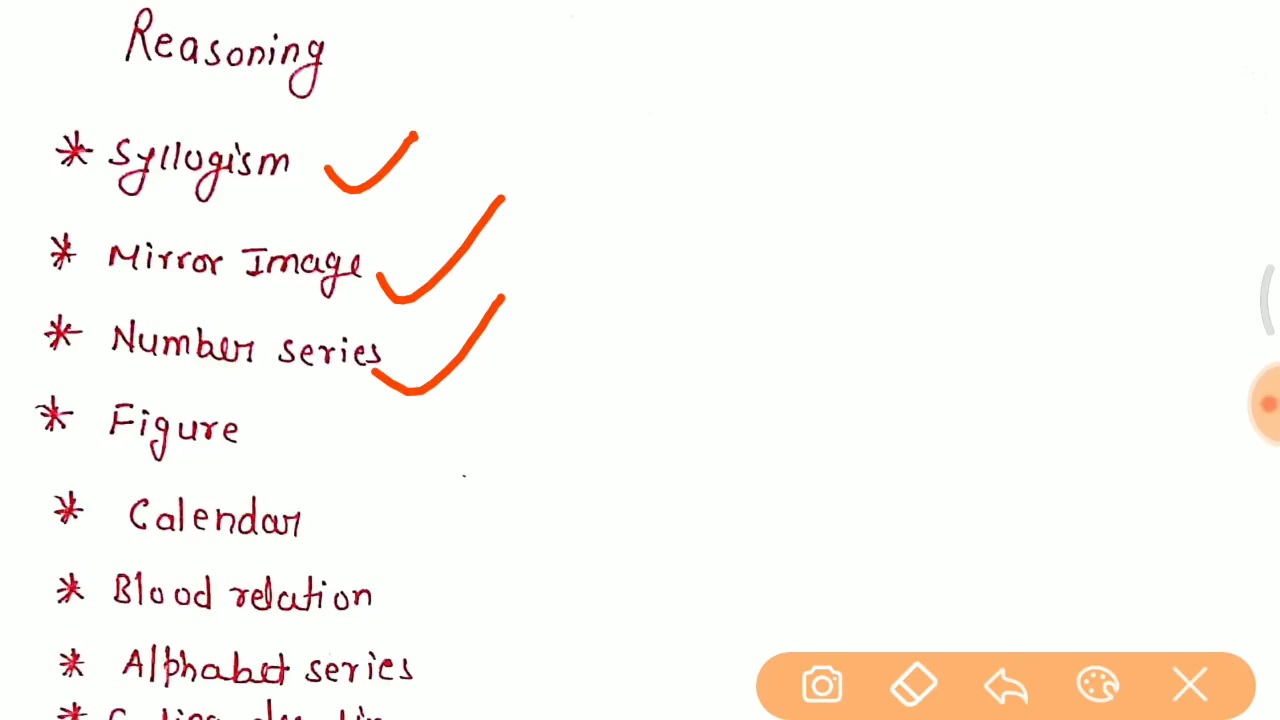 Reasoning
* Syllogism
* Mirror Image
* Number series
* Figure
* Calendar
* Blood relation
* Alphabet series